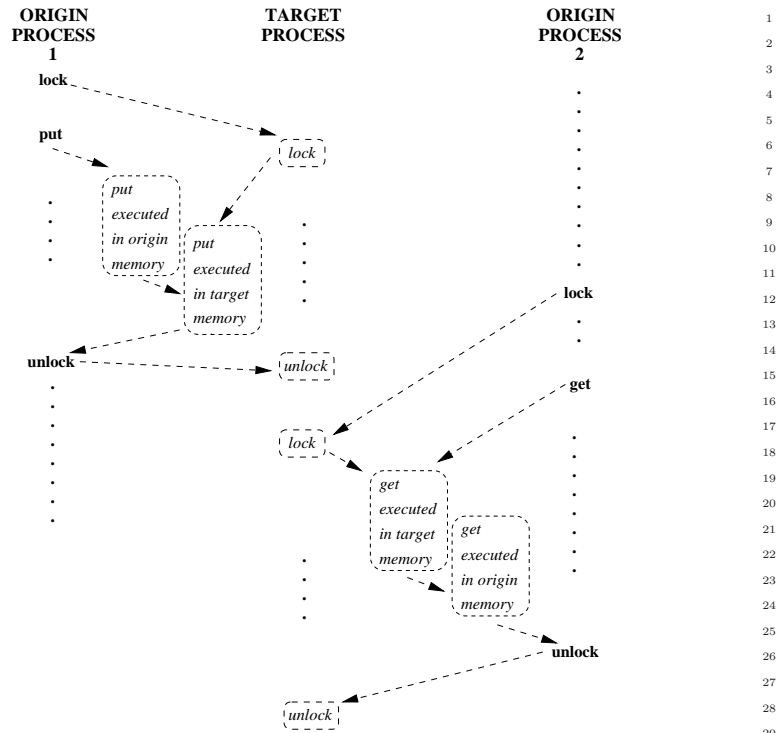 ORIGIN
PROCESS
1
TARGET
PROCESS
ORIGIN
PROCESS
2
lock
put
lock
put
executed
in origin
memory
put
executed
in target
memory
lock
unlock
unlock
get
lock
get
executed
in target
memory
get
executed
in origin
memory
unlock
unlock
1
2
3
4
5
6
7
8
9
10
11
12
13
14
15
16
17
18
19
20
21
22
23
24
25
26
27
28